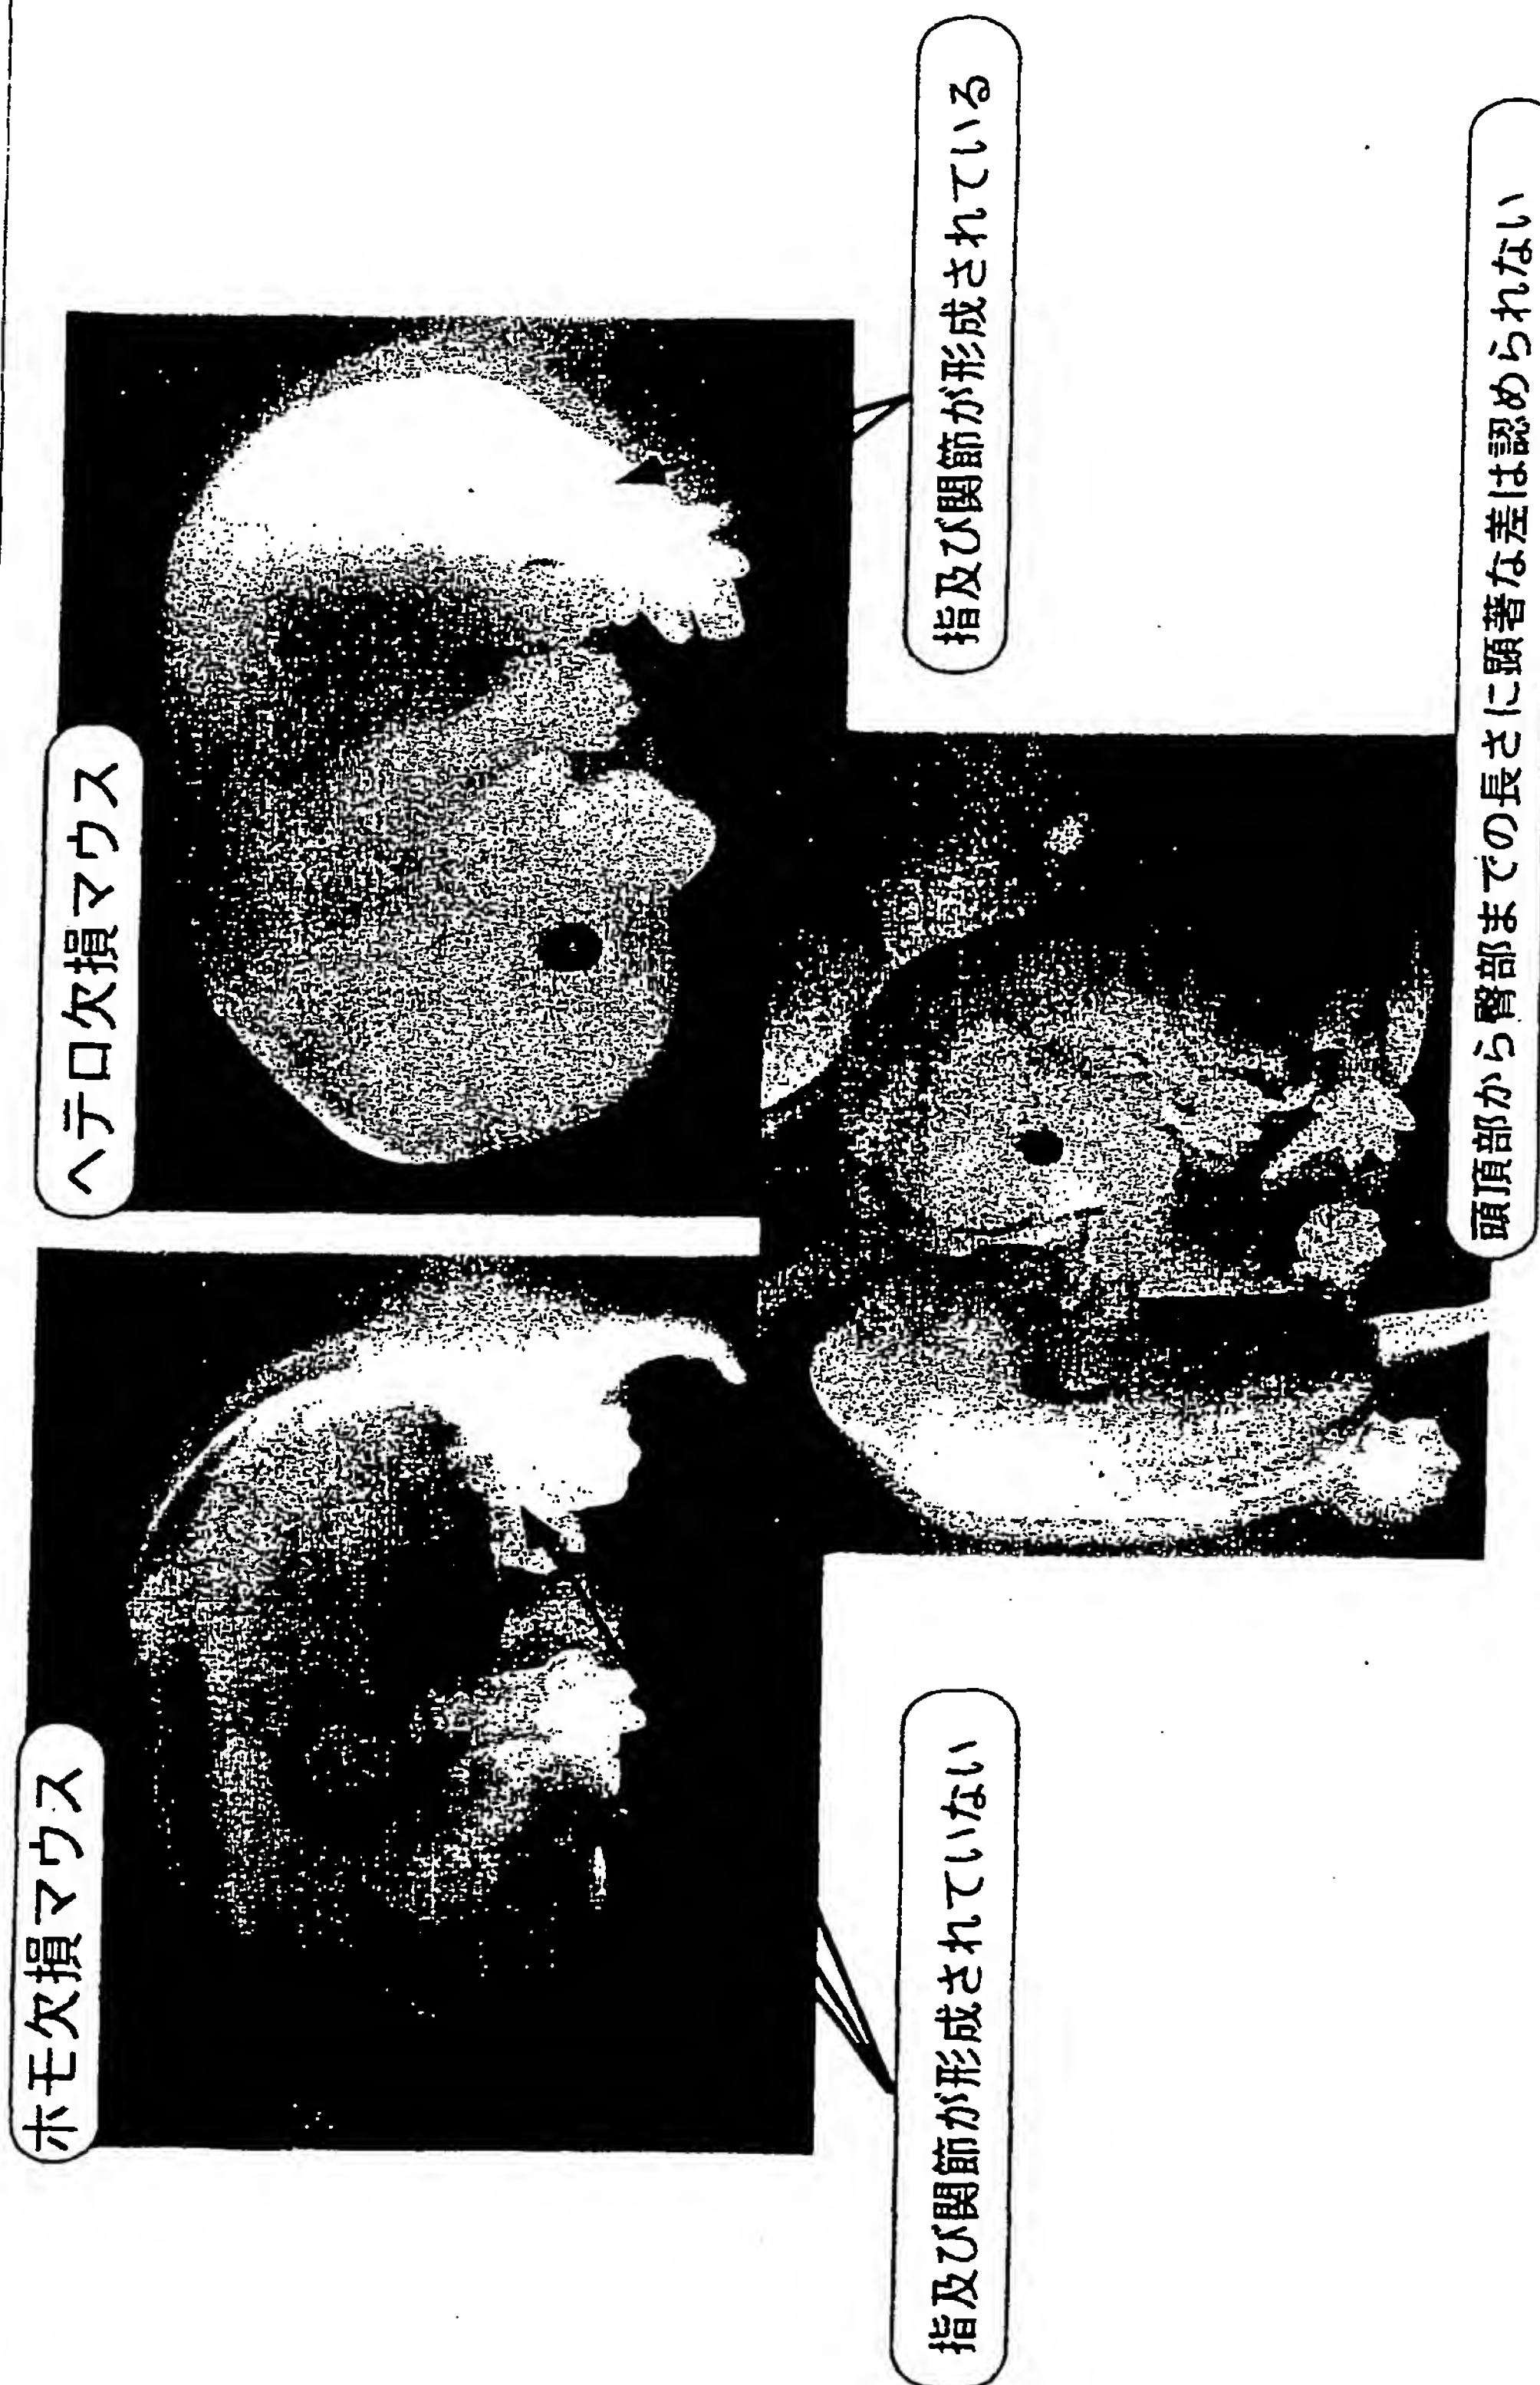 ホモ欠損マウス
ヘテロ欠損マウス
指及び関節が形成されていない
指及び関節が形成されている
頭頂部から臀部までの長さに顕著な差は認められない